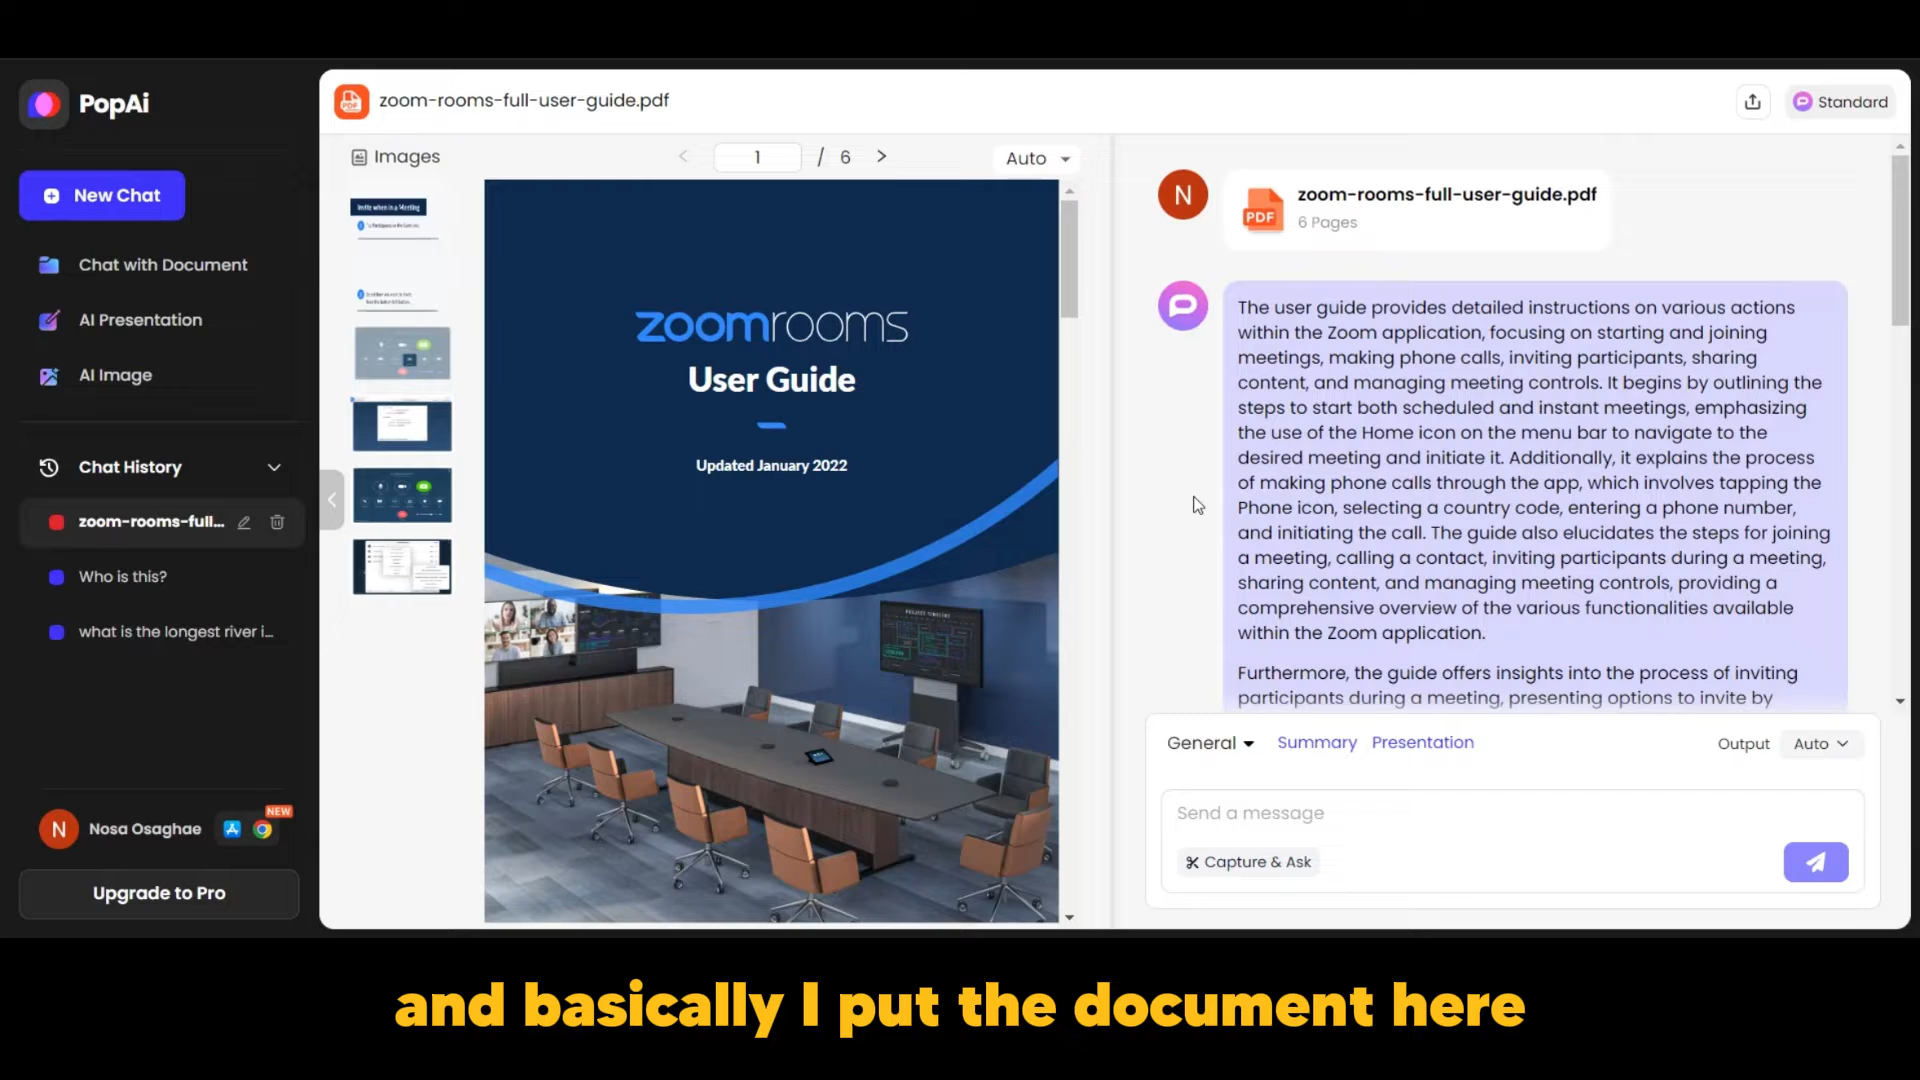 PopAi
New Chat
Chat with Document
AI Presentation
AI Image
Chat History
zoom-rooms-full...
Who is this?
what is the longest river i...
NEW
N
Nosa Osaghae
Upgrade to Pro
PDF
zoom-rooms-full-user-guide.pdf
Standard
Images
1 / 6
Auto
Invite when in a Meeting
zoomrooms
User Guide
Updated January 2022
PROJECT TIMELINE
N
PDF
zoom-rooms-full-user-guide.pdf
6 Pages
The user guide provides detailed instructions on various actions
within the Zoom application, focusing on starting and joining
meetings, making phone calls, inviting participants, sharing
content, and managing meeting controls. It begins by outlining the
steps to start both scheduled and instant meetings, emphasizing
the use of the Home icon on the menu bar to navigate to the
desired meeting and initiate it. Additionally, it explains the process
of making phone calls through the app, which involves tapping the
Phone icon, selecting a country code, entering a phone number,
and initiating the call. The guide also elucidates the steps for joining
a meeting, calling a contact, inviting participants during a meeting,
sharing content, and managing meeting controls, providing a
comprehensive overview of the various functionalities available
within the Zoom application.
Furthermore, the guide offers insights into the process of inviting
participants during a meeting, presenting options to invite by
General
Summary
Presentation
Output
Auto
Send a message
Capture & Ask
and basically I put the document here